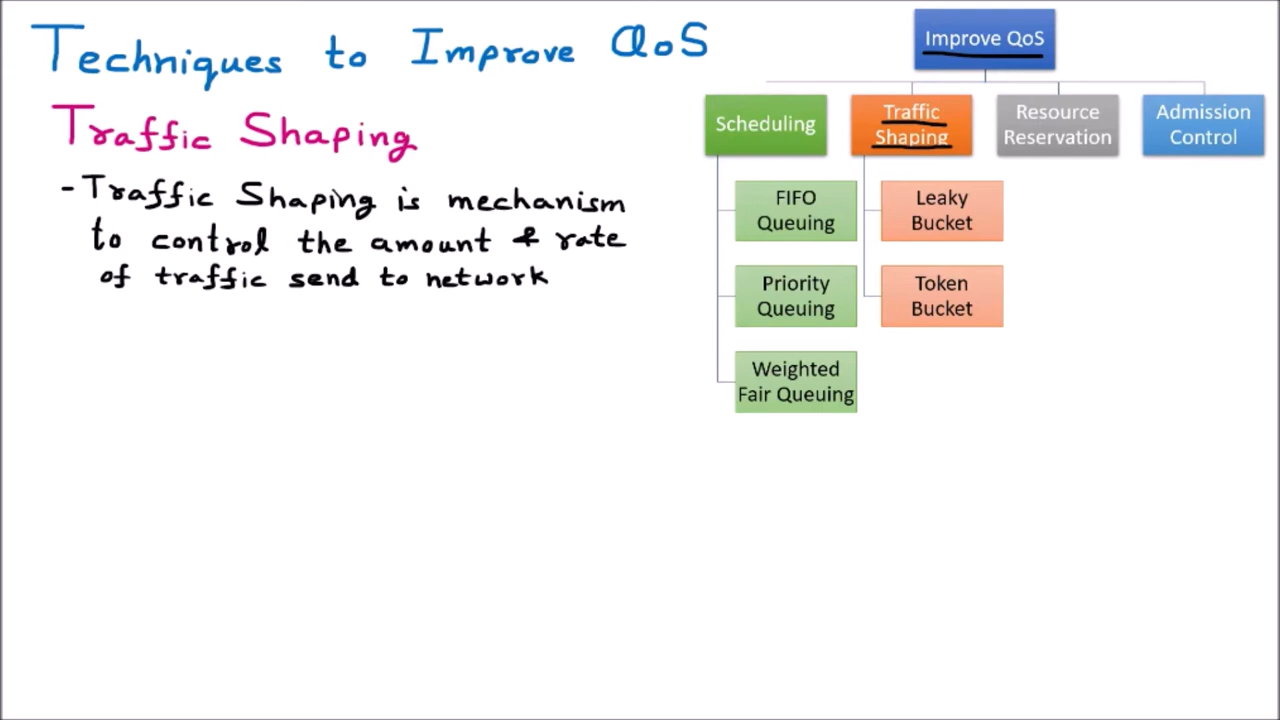 Techniques to Improve QoS
Traffic Shaping
- Traffic Shaping is mechanism
to control the amount & rate
of traffic send to network
Improve QoS
Scheduling
Traffic
Shaping
Resource
Reservation
Admission
Control
FIFO
Queuing
Priority
Queuing
Weighted
Fair Queuing
Leaky
Bucket
Token
Bucket